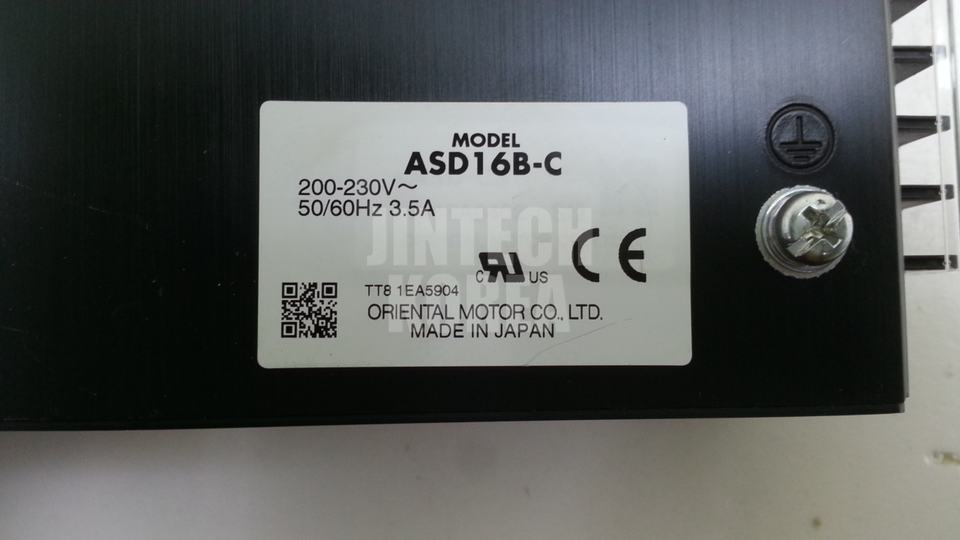 MODEL
ASD16B-C
200-230V～
50/60Hz 3.5A
JINTECH
KOREA
C US
CE
TT8 1EA5904
ORIENTAL MOTOR CO., LTD.
MADE IN JAPAN